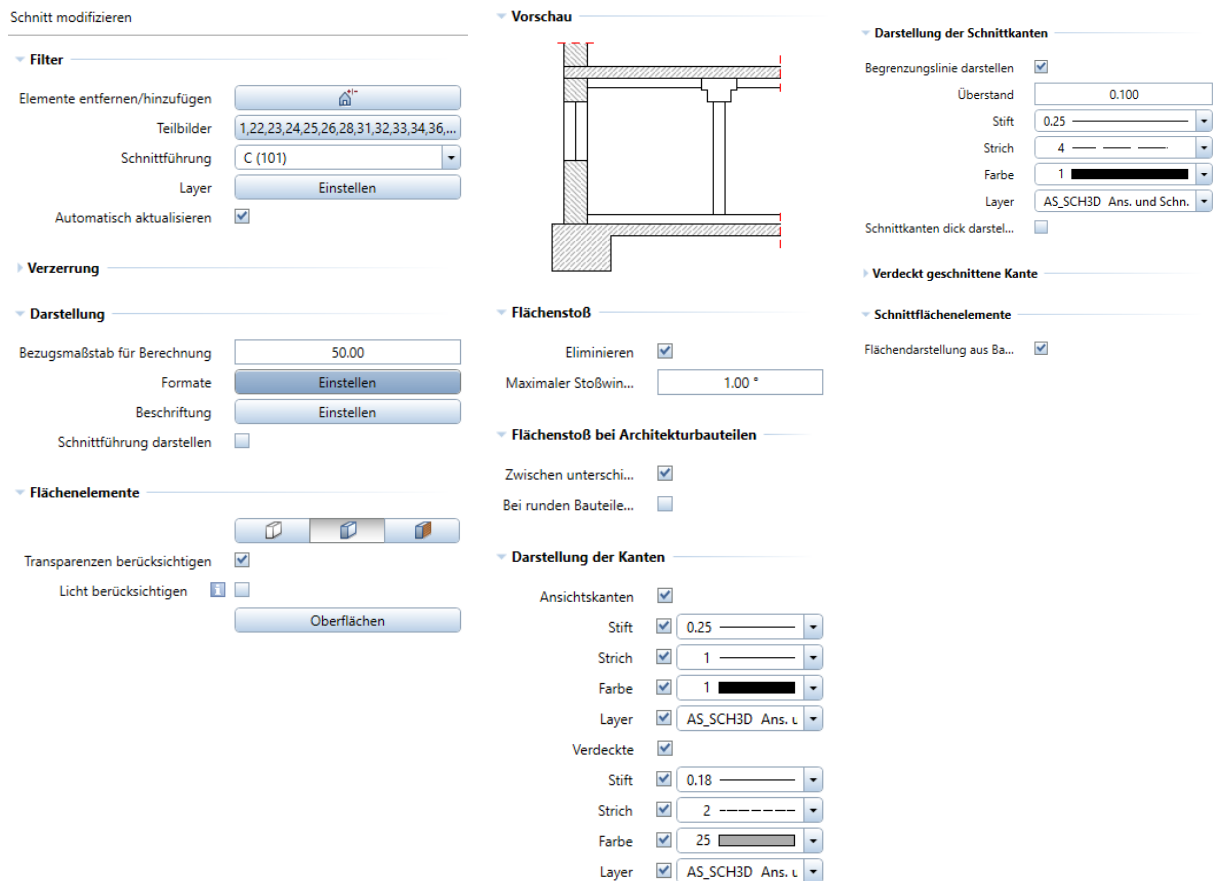 Schnitt modifizieren
Filter
Elemente entfernen/hinzufügen
Teilbilder 1,22,23,24,25,26,28,31,32,33,34,36,...
Schnittführung C (101)
Layer Einstellen
Automatisch aktualisieren
Verzerrung
Darstellung
Bezugsmaßstab für Berechnung 50.00
Formate Einstellen
Beschriftung Einstellen
Schnittführung darstellen
Flächenelemente
Transparenzen berücksichtigen
Licht berücksichtigen
Oberflächen
Vorschau
Flächenstoß
Eliminieren
Maximaler Stoßwin... 1.00 °
Flächenstoß bei Architekturbauteilen
Zwischen unterschi...
Bei runden Bauteile...
Darstellung der Kanten
Ansichtskanten
Stift 0.25
Strich 1
Farbe 1
Layer AS_SCH3D Ans. u
Verdeckte
Stift 0.18
Strich 2
Farbe 25
Layer AS_SCH3D Ans. u
Darstellung der Schnittkanten
Begrenzungslinie darstellen
Überstand 0.100
Stift 0.25
Strich 4
Farbe 1
Layer AS_SCH3D Ans. und Schn.
Schnittkanten dick darstel...
Verdeckt geschnittene Kante
Schnittflächenelemente
Flächendarstellung aus Ba...